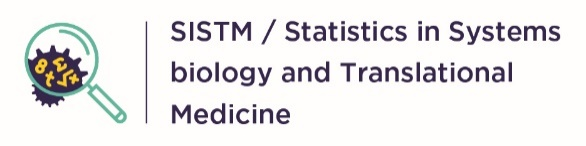 SISTM / Statistics in Systems
biology and Translational
Medicine